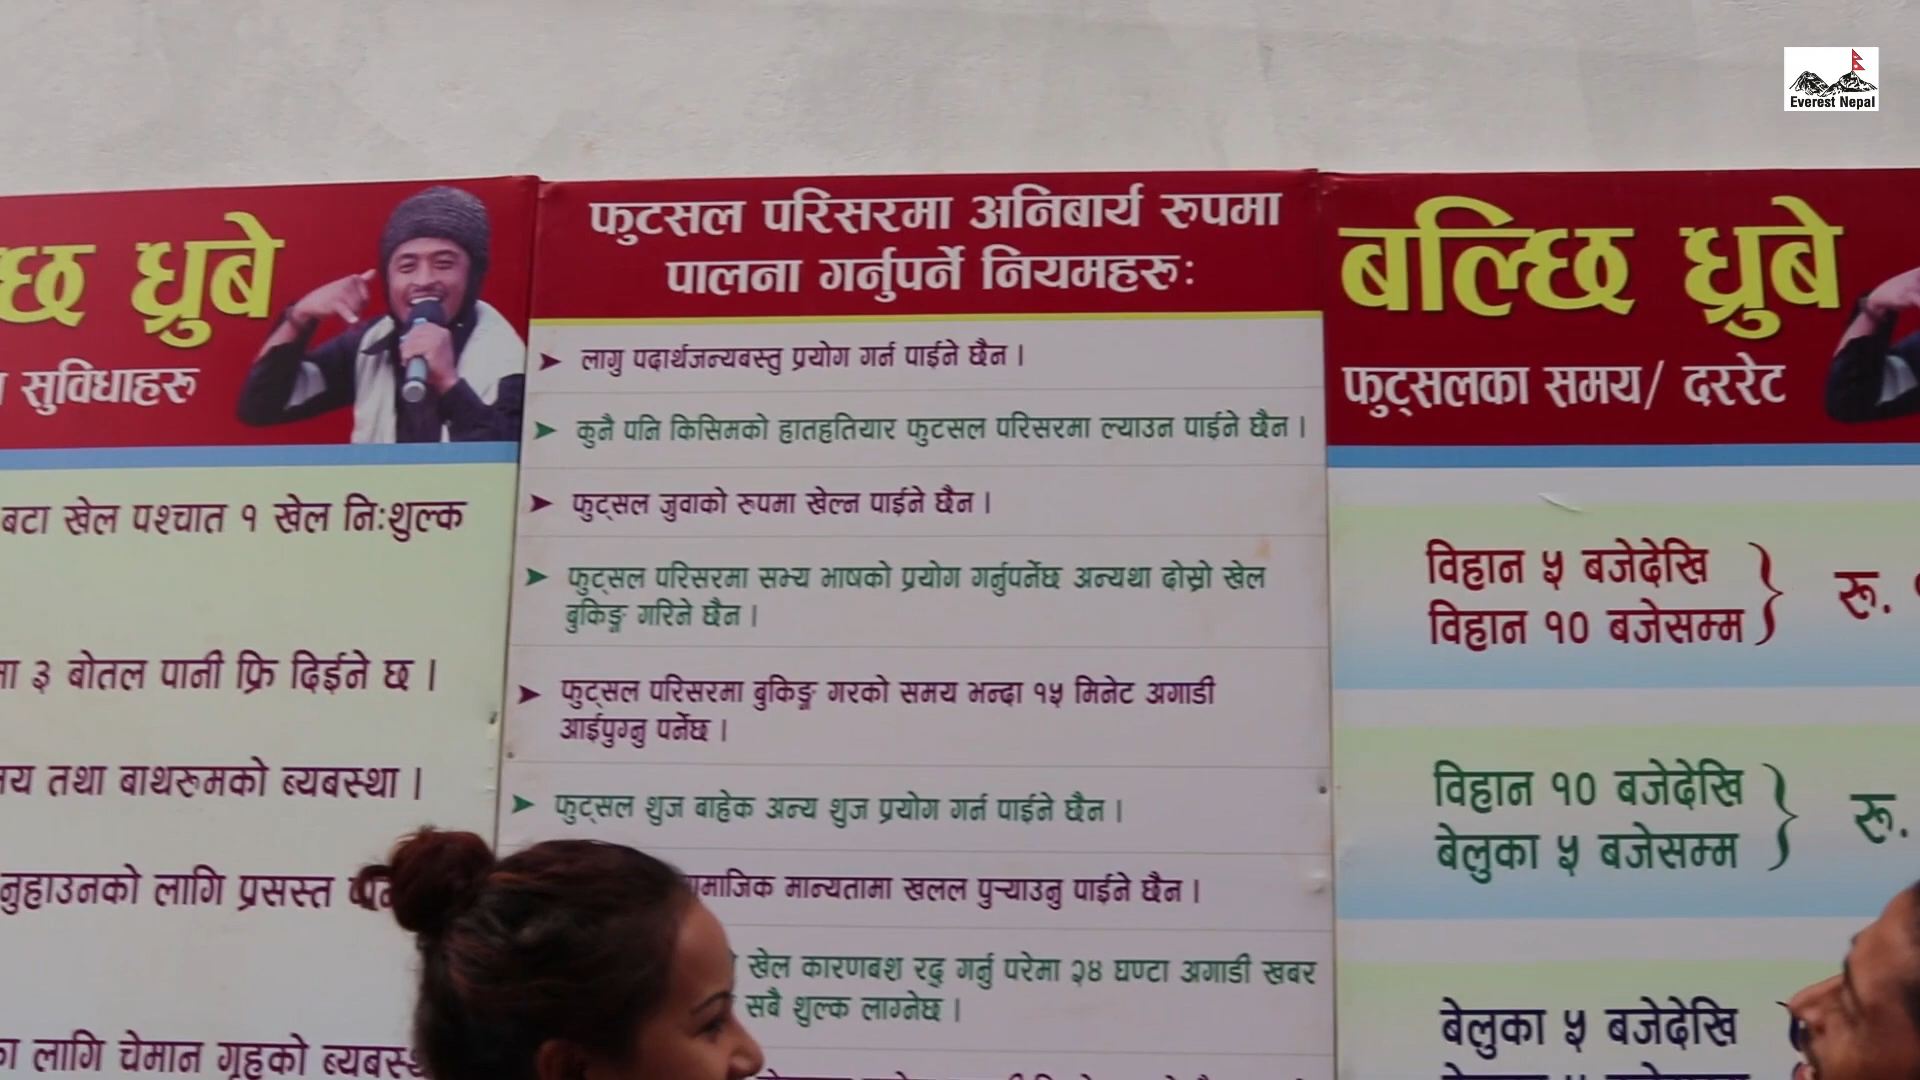 Everest Nepal
ध्रुबे
सुविधाहरु
बटा खेल पश्चात १ खेल नि:शुल्क
३ बोतल पानी फ्रि दिईने छ ।
तथा बाथरुमको ब्यबस्था ।
नुहाउनको लागि प्रसस्त
लागि चेमान गृहको
फुटसल परिसरमा अनिबार्य रुपमा
पालना गर्नुपर्ने नियमहरु:
➤ लागु पदार्थजन्यबस्तु प्रयोग गर्न पाईने छैन ।
➤ कुनै पनि किसिमको हातहतियार फुटसल परिसरमा ल्याउन पाईने छैन ।
➤ फुट्सल जुवाको रुपमा खेल्न पाईने छैन ।
➤ फुट्सल परिसरमा सभ्य भाषको प्रयोग गर्नुपर्नेछ अन्यथा दोस्रो खेल
बुकिङ्ग गरिने छैन ।
➤ फुट्सल परिसरमा बुकिङ्ग गरको समय भन्दा १५ मिनेट अगाडी
आईपुग्नु पर्नेछ ।
➤ फुट्सल शुज बाहेक अन्य शुज प्रयोग गर्न पाईने छैन ।
मान्यतामा खलल पुऱ्याउनु पाईने छैन ।
खेल कारणबश रद्द गर्नु परेमा २४ घण्टा अगाडी खबर
सबै शुल्क लाग्नेछ ।
बल्छि ध्रुबे
फुट्सलका समय/ दररेट
विहान ५ बजेदेखि
विहान १० बजेसम्म
रू.
विहान १० बजेदेखि
बेलुका ५ बजेसम्म
रू.
बेलुका ५ बजेदेखि